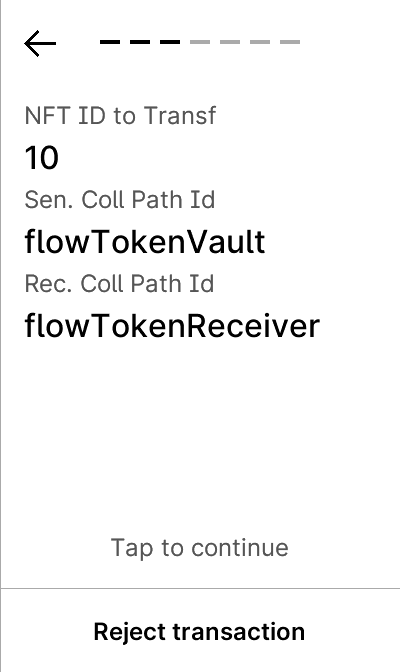 NFT ID to Transf
10
Sen. Coll Path Id
flowTokenVault
Rec. Coll Path Id
flowTokenReceiver
Tap to continue
Reject transaction